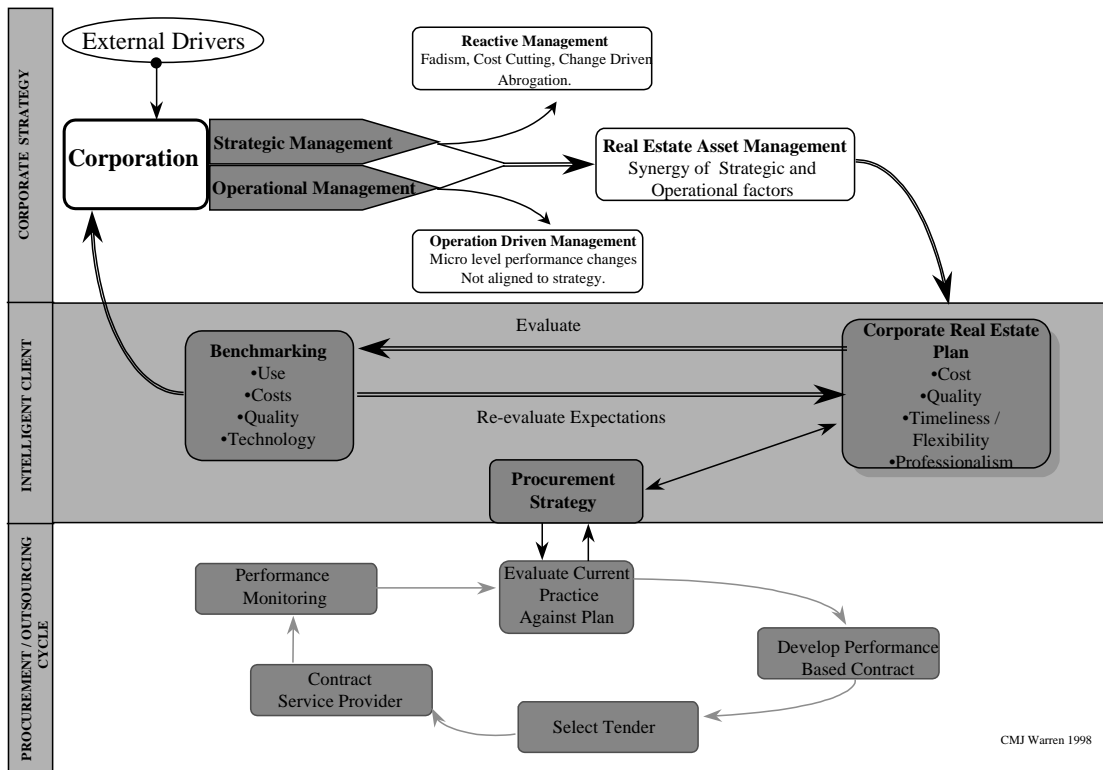 External Drivers
CORPORATE STRATEGY
Reactive Management
Fadism, Cost Cutting, Change Driven
Abrogation.
Corporation
Strategic Management
Operational Management
Real Estate Asset Management
Synergy of Strategic and
Operational factors
Operation Driven Management
Micro level performance changes
Not aligned to strategy.
INTELLIGENT CLIENT
Evaluate
Benchmarking
•Use
•Costs
•Quality
•Technology
Re-evaluate Expectations
Corporate Real Estate
Plan
•Cost
•Quality
•Timeliness /
Flexibility
•Professionalism
Procurement
Strategy
PROCUREMENT / OUTSOURCING
CYCLE
Performance
Monitoring
Evaluate Current
Practice
Against Plan
Develop Performance
Based Contract
Contract
Service Provider
Select Tender
CMJ Warren 1998